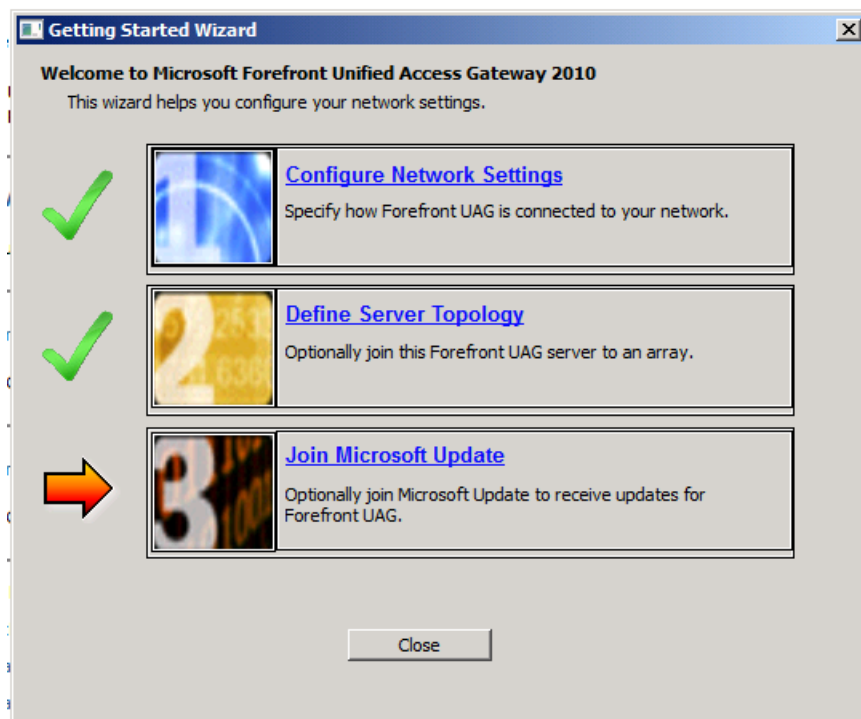 Getting Started Wizard
Welcome to Microsoft Forefront Unified Access Gateway 2010
This wizard helps you configure your network settings.
Configure Network Settings
Specify how Forefront UAG is connected to your network.
Define Server Topology
Optionally join this Forefront UAG server to an array.
Join Microsoft Update
Optionally join Microsoft Update to receive updates for
Forefront UAG.
Close